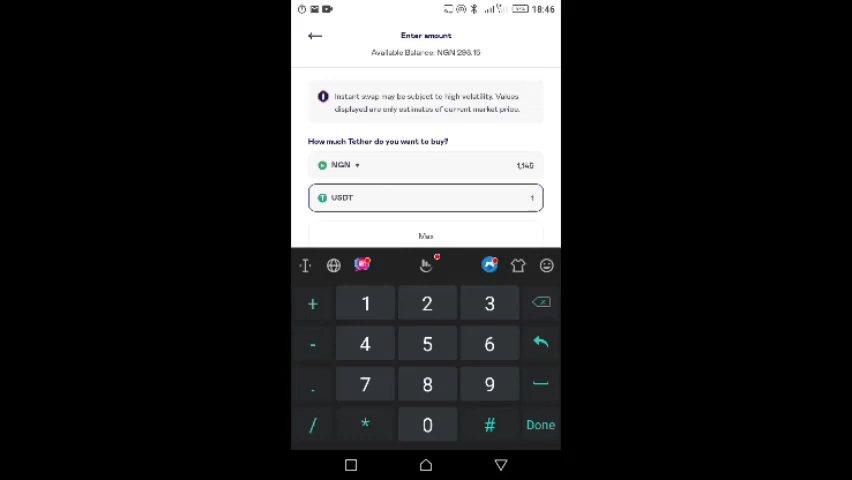 18:46
Enter amount
Available Balance: NGN 296.15
Instant swap may be subject to high volatility. Values
displayed are only estimates of current market price.
How much Tether do you want to buy?
NGN 1,145
USDT 1
Max
+ 1 2 3
- 4 5 6
. 7 8 9
/ * 0 # Done